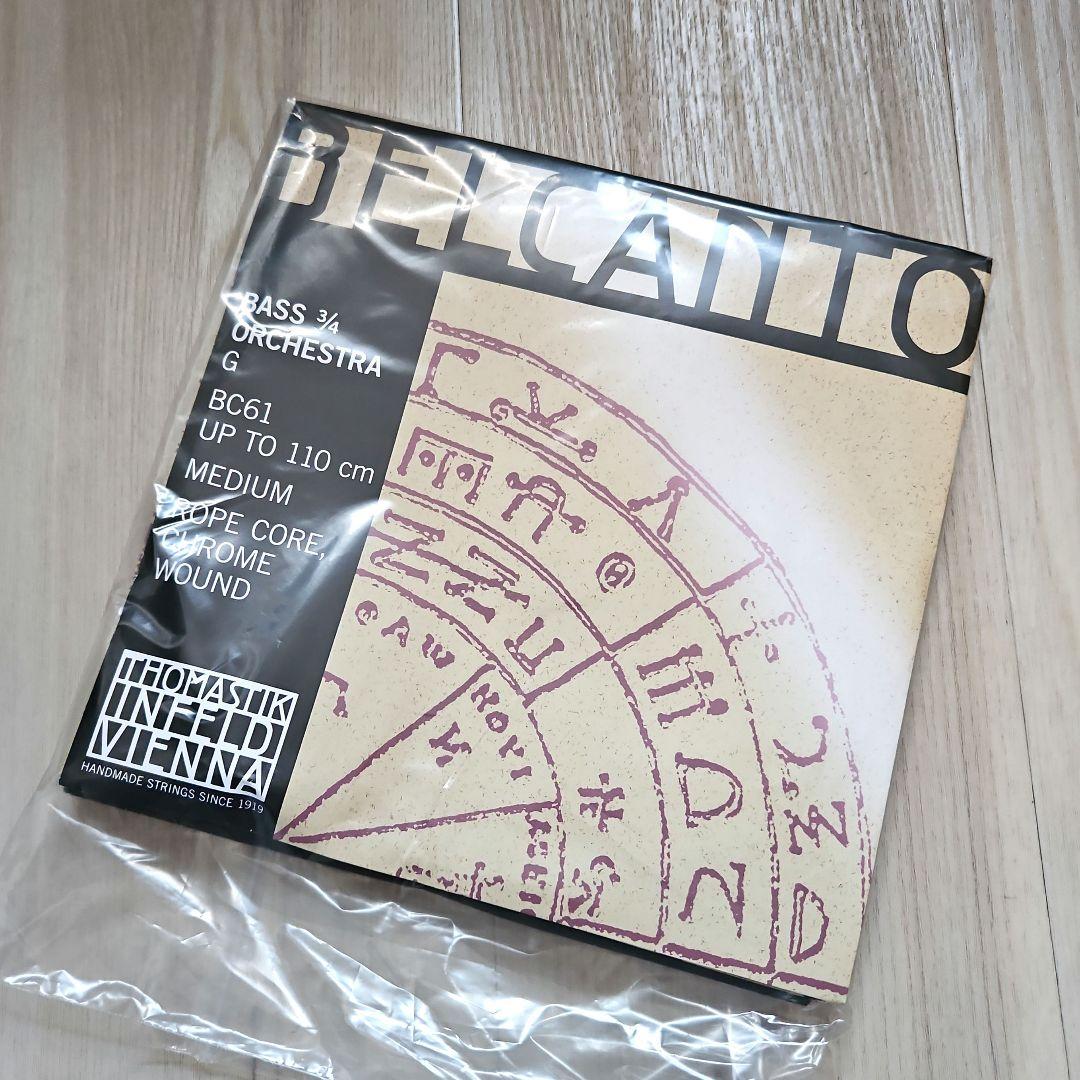 BELCANTO
BASS 3/4
ORCHESTRA
G
BC61
UP TO 110 cm
MEDIUM
ROPE CORE,
CHROME
WOUND
THOMASTIK
INFELD
VIENNA
HANDMADE STRINGS SINCE 1919